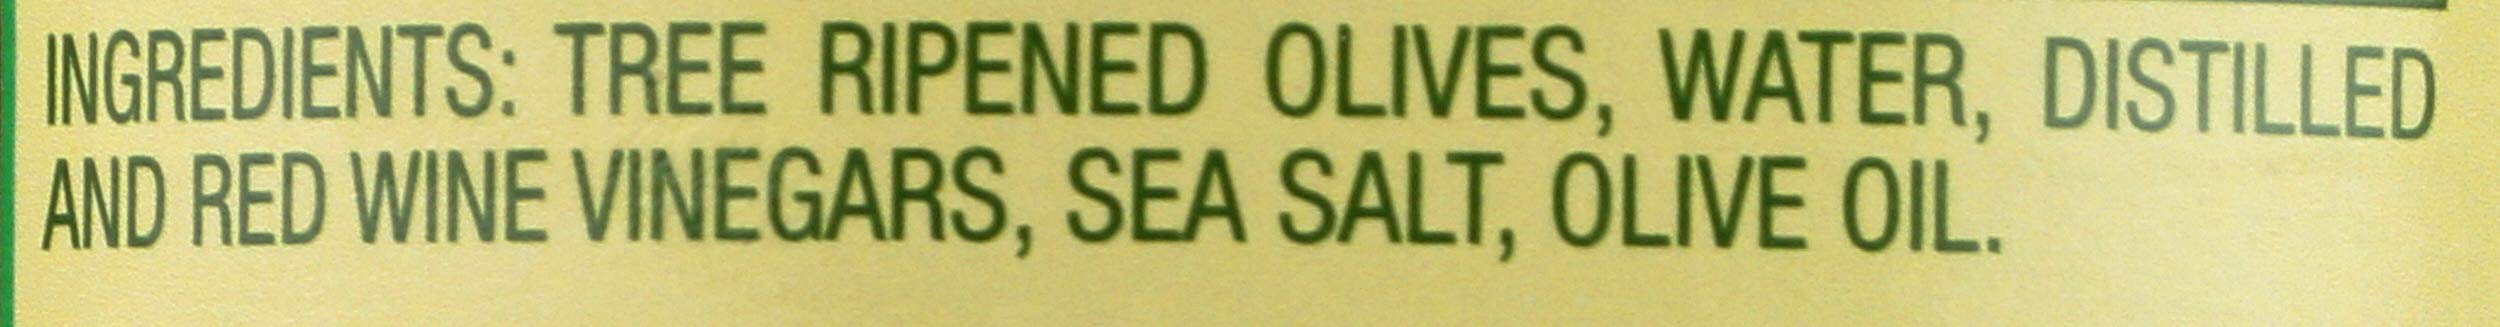 INGREDIENTS: TREE RIPENED OLIVES, WATER, DISTILLED
AND RED WINE VINEGARS, SEA SALT, OLIVE OIL.